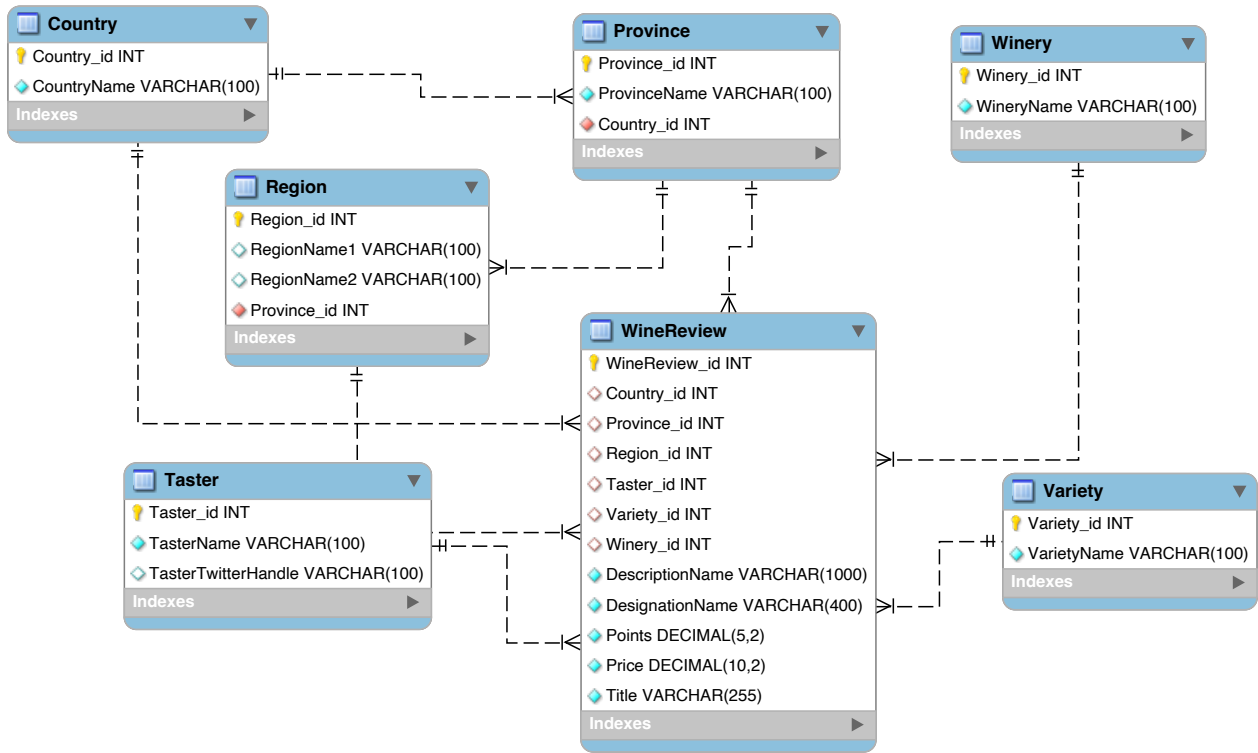 Country
Country_id INT
CountryName VARCHAR(100)
Indexes
Province
Province_id INT
ProvinceName VARCHAR(100)
Country_id INT
Indexes
Winery
Winery_id INT
WineryName VARCHAR(100)
Indexes
Region
Region_id INT
RegionName1 VARCHAR(100)
RegionName2 VARCHAR(100)
Province_id INT
Indexes
WineReview
WineReview_id INT
Country_id INT
Province_id INT
Region_id INT
Taster_id INT
Variety_id INT
Winery_id INT
DescriptionName VARCHAR(1000)
DesignationName VARCHAR(400)
Points DECIMAL(5,2)
Price DECIMAL(10,2)
Title VARCHAR(255)
Indexes
Taster
Taster_id INT
TasterName VARCHAR(100)
TasterTwitterHandle VARCHAR(100)
Indexes
Variety
Variety_id INT
VarietyName VARCHAR(100)
Indexes